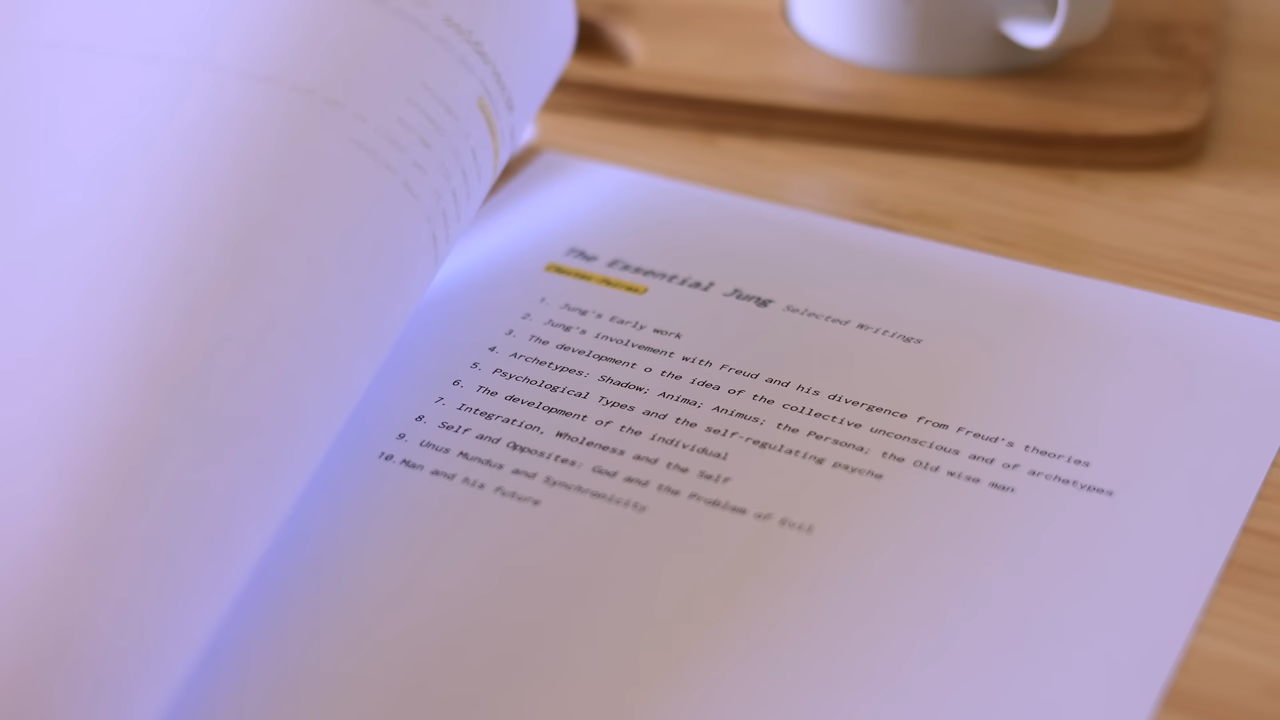 The Essential Jung Selected Writings
1. Jung's Early work
2. Jung's involvement with Freud and his divergence from Freud's theories
3. The development o the idea of the collective unconscious and of archetypes
4. Archetypes: Shadow; Anima; Animus; the Persona; the Old wise man
5. Psychological Types and the self-regulating psyche
6. The development of the individual
7. Integration, Wholeness and the Self
8. Self and Opposites: God and the Problem of Evil
9. Unus Mundus and Synchronicity
10.Man and his future